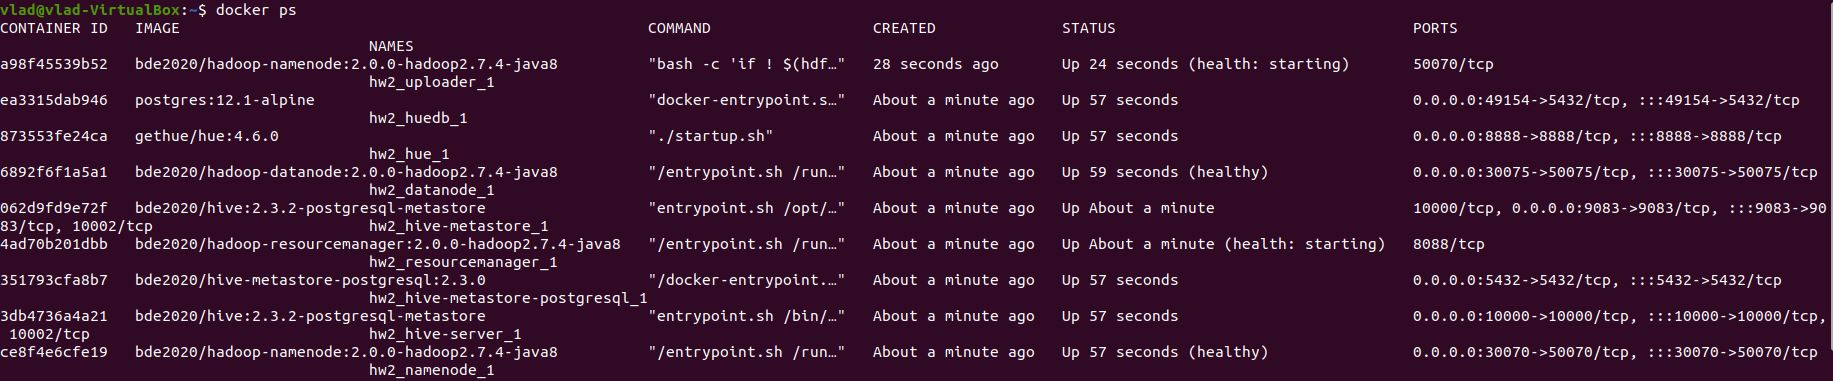 vlad@vlad-VirtualBox:~$ docker ps
CONTAINER ID   IMAGE                                                    COMMAND                  CREATED              STATUS                                 PORTS
                                         NAMES
a98f45539b52   bde2020/hadoop-namenode:2.0.0-hadoop2.7.4-java8          "bash -c 'if ! $(hdf…"   28 seconds ago       Up 24 seconds (health: starting)       50070/tcp
                                         hw2_uploader_1
ea3315dab946   postgres:12.1-alpine                                     "docker-entrypoint.s…"   About a minute ago   Up 57 seconds                          0.0.0.0:49154->5432/tcp, :::49154->5432/tcp
                                         hw2_huedb_1
873553fe24ca   gethue/hue:4.6.0                                         "./startup.sh"           About a minute ago   Up 57 seconds                          0.0.0.0:8888->8888/tcp, :::8888->8888/tcp
                                         hw2_hue_1
6892f6f1a5a1   bde2020/hadoop-datanode:2.0.0-hadoop2.7.4-java8          "/entrypoint.sh /run…"   About a minute ago   Up 59 seconds (healthy)                0.0.0.0:30075->50075/tcp, :::30075->50075/tcp
                                         hw2_datanode_1
062d9fd9e72f   bde2020/hive:2.3.2-postgresql-metastore                  "entrypoint.sh /opt/…"   About a minute ago   Up About a minute                      10000/tcp, 0.0.0.0:9083->9083/tcp, :::9083->90
83/tcp, 10002/tcp                        hw2_hive-metastore_1
4ad70b201dbb   bde2020/hadoop-resourcemanager:2.0.0-hadoop2.7.4-java8   "/entrypoint.sh /run…"   About a minute ago   Up About a minute (health: starting)   8088/tcp
                                         hw2_resourcemanager_1
351793cfa8b7   bde2020/hive-metastore-postgresql:2.3.0                  "/docker-entrypoint.…"   About a minute ago   Up 57 seconds                          0.0.0.0:5432->5432/tcp, :::5432->5432/tcp
                                         hw2_hive-metastore-postgresql_1
3db4736a4a21   bde2020/hive:2.3.2-postgresql-metastore                  "entrypoint.sh /bin/…"   About a minute ago   Up 57 seconds                          0.0.0.0:10000->10000/tcp, :::10000->10000/tcp,
 10002/tcp                               hw2_hive-server_1
ce8f4e6cfe19   bde2020/hadoop-namenode:2.0.0-hadoop2.7.4-java8          "/entrypoint.sh /run…"   About a minute ago   Up 57 seconds (healthy)                0.0.0.0:30070->50070/tcp, :::30070->50070/tcp
                                         hw2_namenode_1